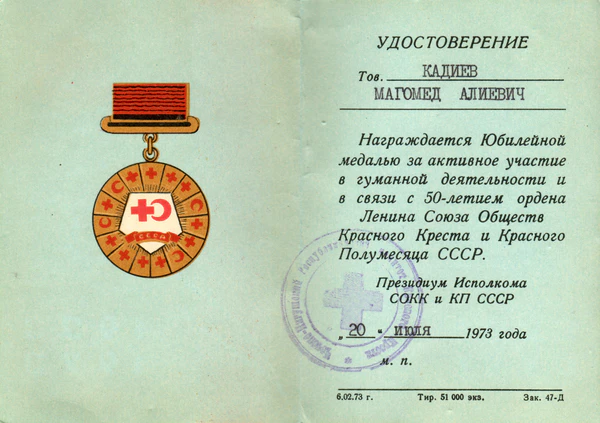 СССР
УДОСТОВЕРЕНИЕ
Тов. КАДИЕВ
МАГОМЕД АЛИЕВИЧ
Награждается Юбилейной
медалью за активное участие
в гуманной деятельности и
в связи с 50-летием ордена
Ленина Союза Обществ
Красного Креста и Красного
Полумесяца СССР.
Президиум Исполкома
СОКК и КП СССР
„20“ июля 1973 года
м. п.
6.02.73 г. Тир. 51 000 экз. Зак. 47-Д
Креста